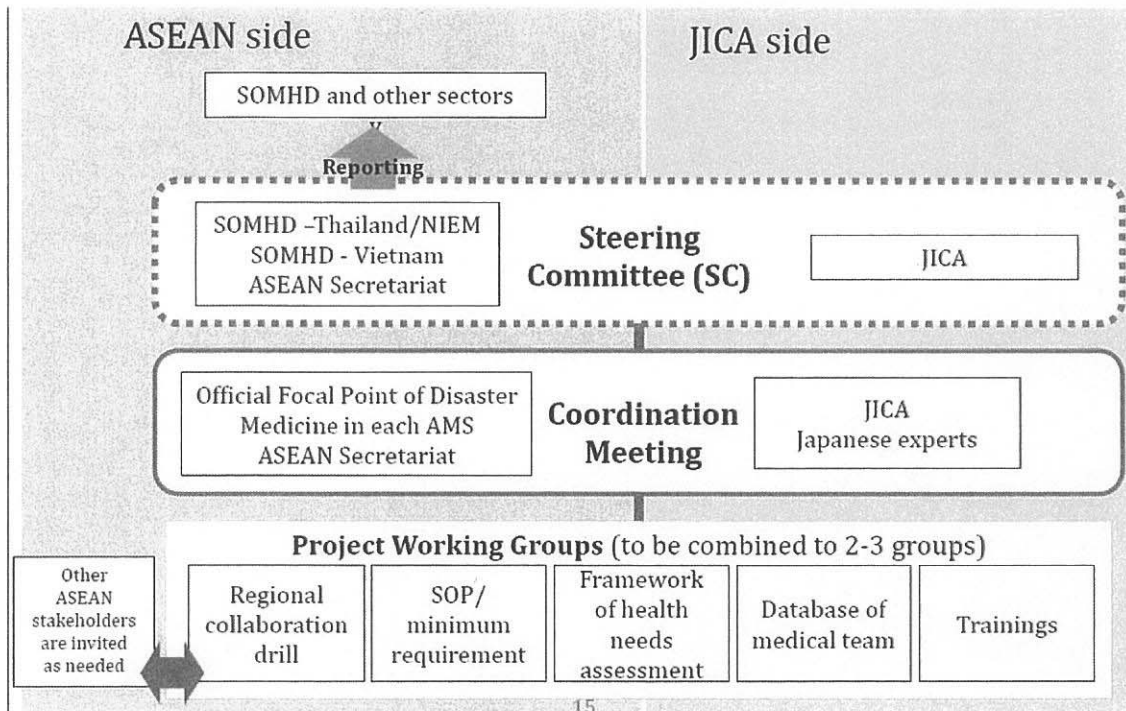 ASEAN side
JICA side
SOMHD and other sectors
Reporting
SOMHD –Thailand/NIEM
SOMHD - Vietnam
ASEAN Secretariat
Steering
Committee (SC)
JICA
Official Focal Point of Disaster
Medicine in each AMS
ASEAN Secretariat
Coordination
Meeting
JICA
Japanese experts
Project Working Groups (to be combined to 2-3 groups)
Other
ASEAN
stakeholders
are invited
as needed
Regional
collaboration
drill
SOP/
minimum
requirement
Framework
of health
needs
assessment
Database of
medical team
Trainings
15